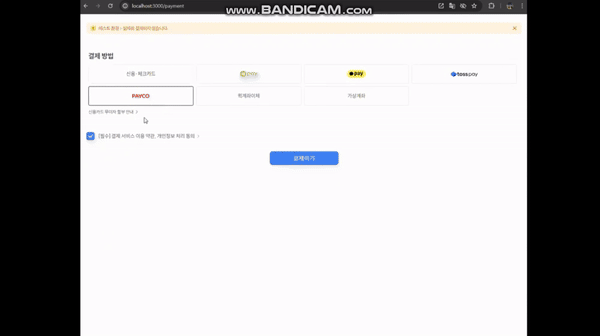 localhost:3000/payment
www.BANDICAM.com
테스트 환경 - 실제로 결제되지 않습니다.
결제 방법
신용·체크카드
pay
pay
toss pay
PAYCO
퀵계좌이체
가상계좌
신용카드 무이자 할부 안내 >
[필수] 결제 서비스 이용 약관, 개인정보 처리 동의 >
결제하기